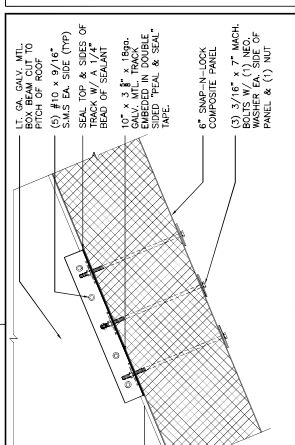 LT. GA. GALV. MTL.
BOX BEAM CUT TO
PITCH OF ROOF
(5) #10 x 9/16"
S.M.S EA. SIDE (TYP)
SEAL TOP & SIDES OF
TRACK W/ A 1/4"
BEAD OF SEALANT
10" x 3 5/8" x 18ga.
GALV. MTL. TRACK
EMBEDED IN DOUBLE
SIDED "PEAL & SEAL"
TAPE.
6" SNAP-N-LOCK
COMPOSITE PANEL
(3) 3/16" x 7" MACH.
BOLTS W/ (1) NEO.
WASHER EA. SIDE OF
PANEL & (1) NUT